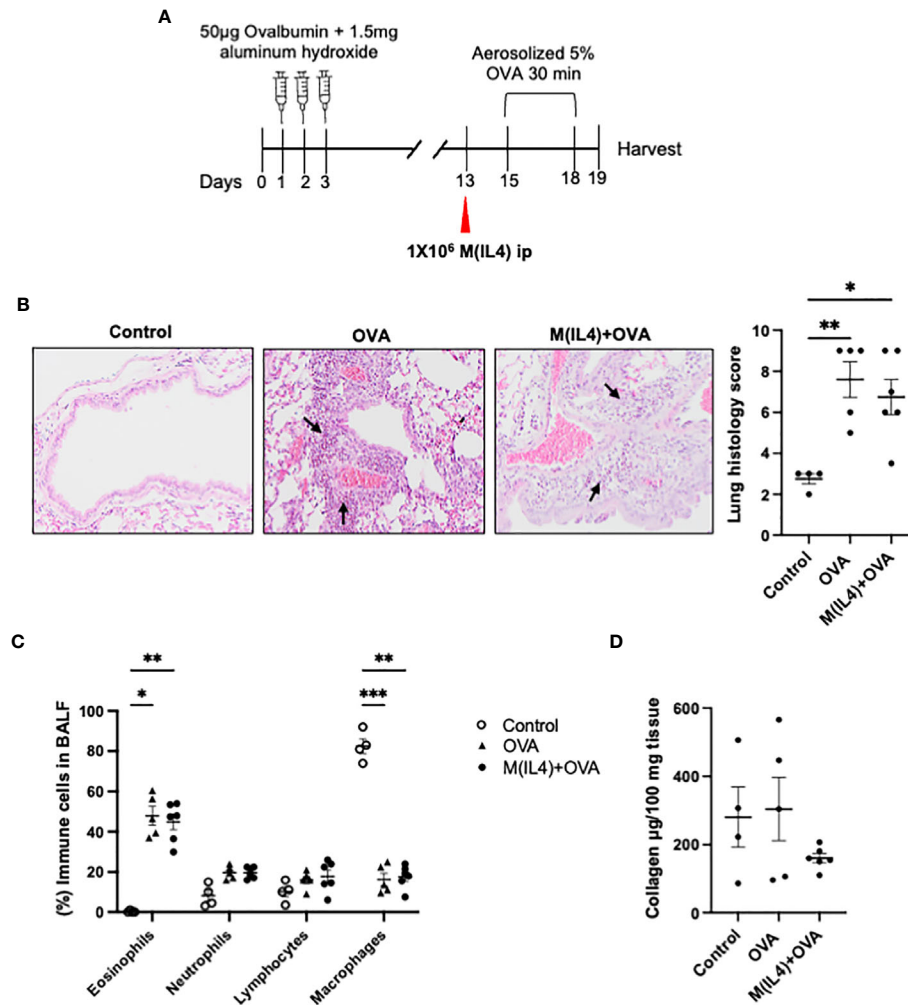 A
50µg Ovalbumin + 1.5mg
aluminum hydroxide
Aerosolized 5%
OVA 30 min
Harvest
Days 0 1 2 3 13 15 18 19
1X10⁶ M(IL4) ip
B
Control
OVA
M(IL4)+OVA
*
**
Lung histology score
10
8
6
4
2
0
Control
OVA
M(IL4)+OVA
C
**
*
**
***
(%) Immune cells in BALF
100
80
60
40
20
0
Eosinophils
Neutrophils
Lymphocytes
Macrophages
Control
OVA
M(IL4)+OVA
D
Collagen µg/100 mg tissue
600
400
200
0
Control
OVA
M(IL4)+OVA